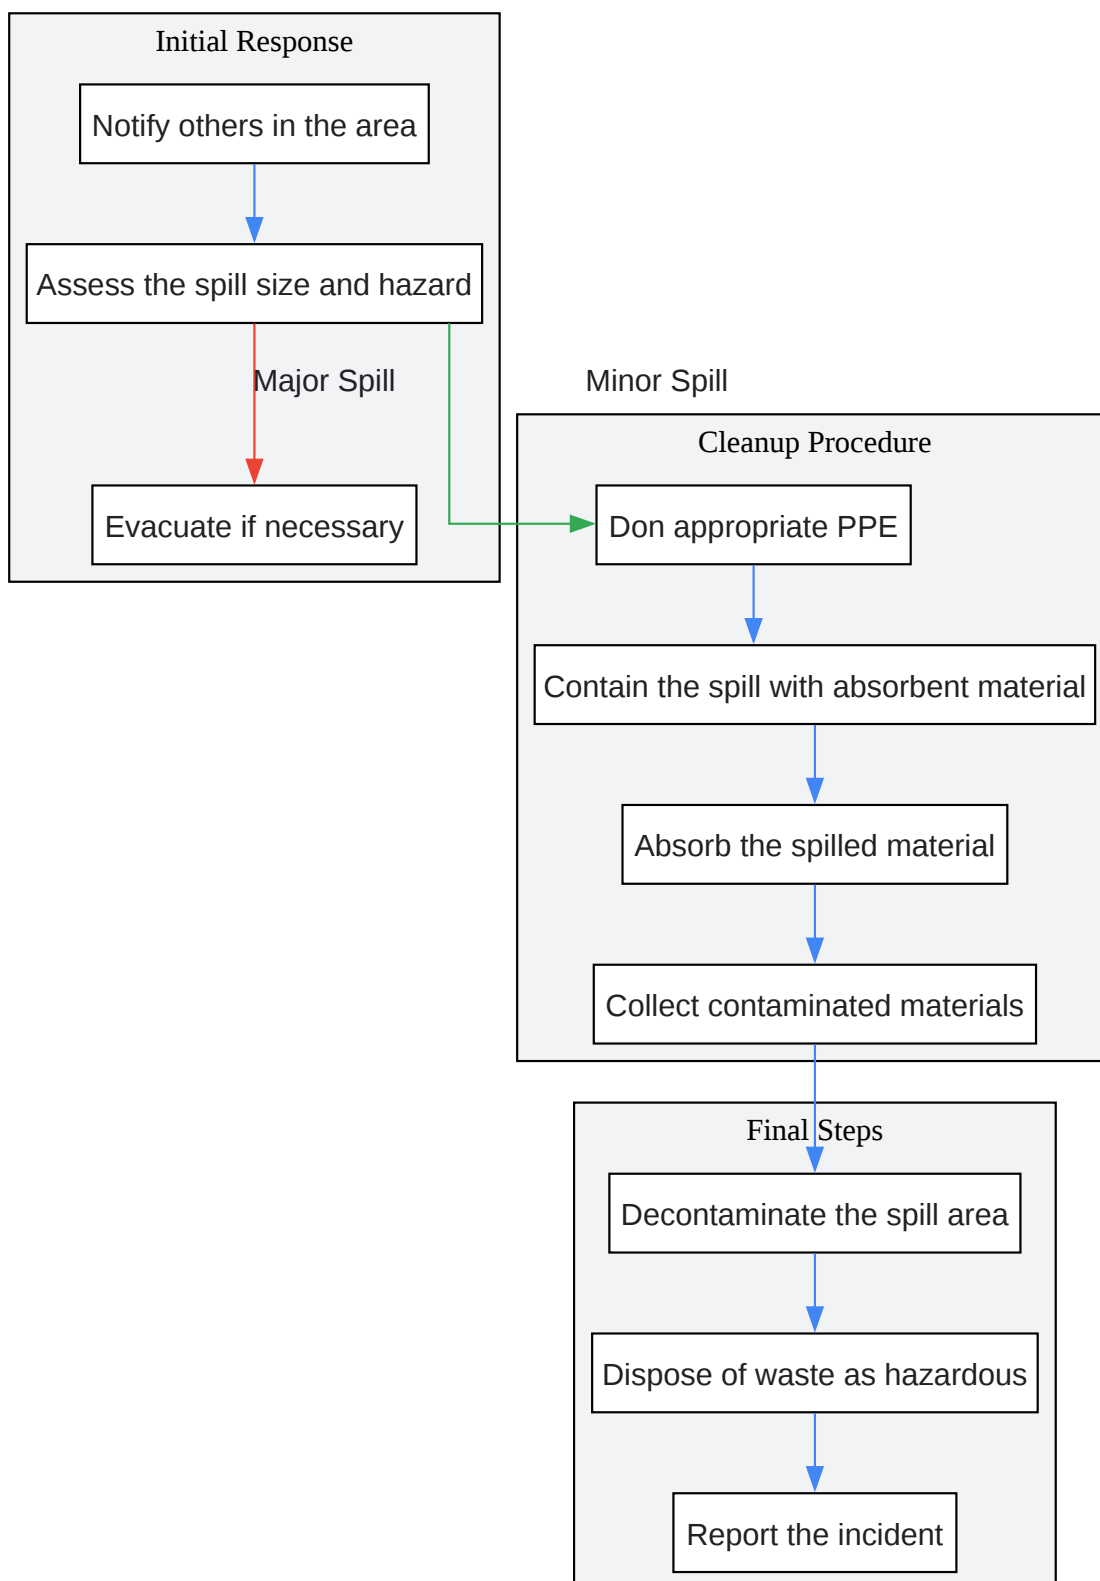 Initial Response
Notify others in the area
Assess the spill size and hazard
Major Spill
Minor Spill
Evacuate if necessary
Cleanup Procedure
Don appropriate PPE
Contain the spill with absorbent material
Absorb the spilled material
Collect contaminated materials
Final Steps
Decontaminate the spill area
Dispose of waste as hazardous
Report the incident